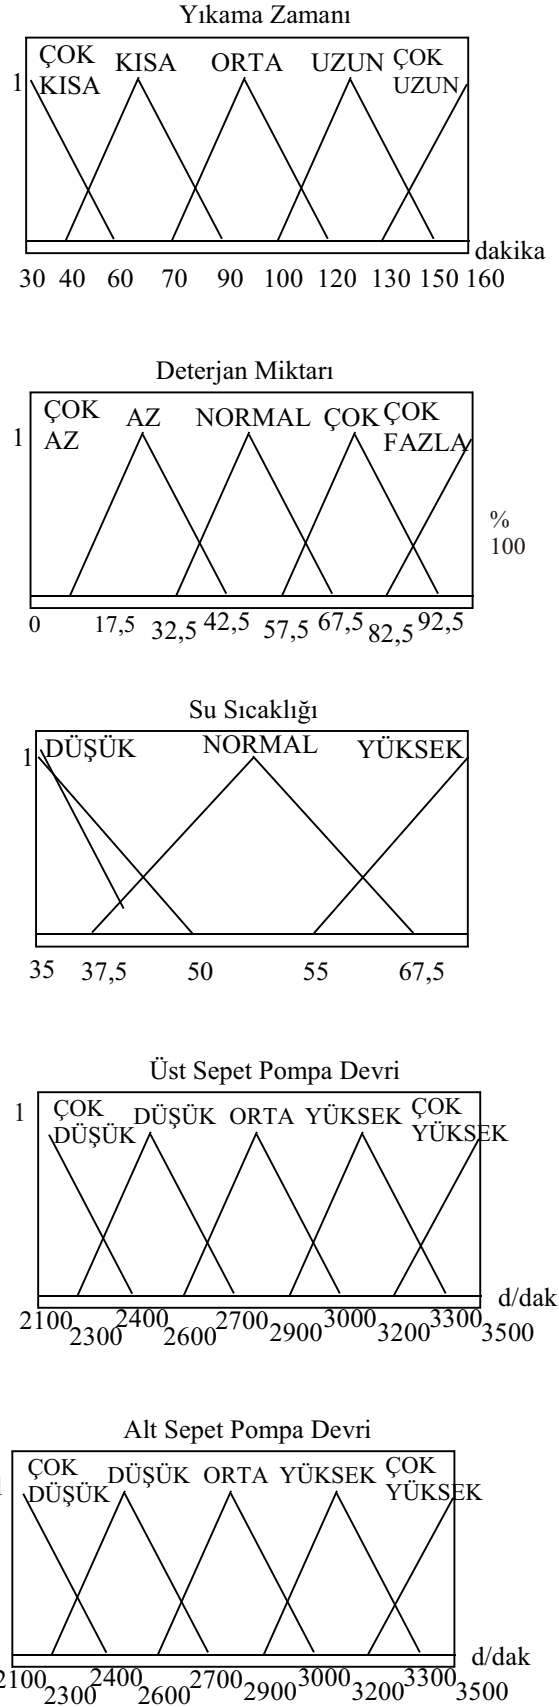 Yıkama Zamanı
ÇOK KISA ORTA UZUN ÇOK
1 KISA UZUN
dakika
30 40 60 70 90 100 120 130 150 160
Deterjan Miktarı
ÇOK AZ NORMAL ÇOK ÇOK
1 AZ FAZLA
%
100
0 17,5 32,5 42,5 57,5 67,5 82,5 92,5
Su Sıcaklığı
1 DÜŞÜK NORMAL YÜKSEK
35 37,5 50 55 67,5
Üst Sepet Pompa Devri
1 ÇOK DÜŞÜK ORTA YÜKSEK ÇOK
DÜŞÜK YÜKSEK
d/dak
2100 2300 2400 2600 2700 2900 3000 3200 3300 3500
Alt Sepet Pompa Devri
ÇOK DÜŞÜK ORTA YÜKSEK ÇOK
1 DÜŞÜK YÜKSEK
d/dak
2100 2300 2400 2600 2700 2900 3000 3200 3300 3500